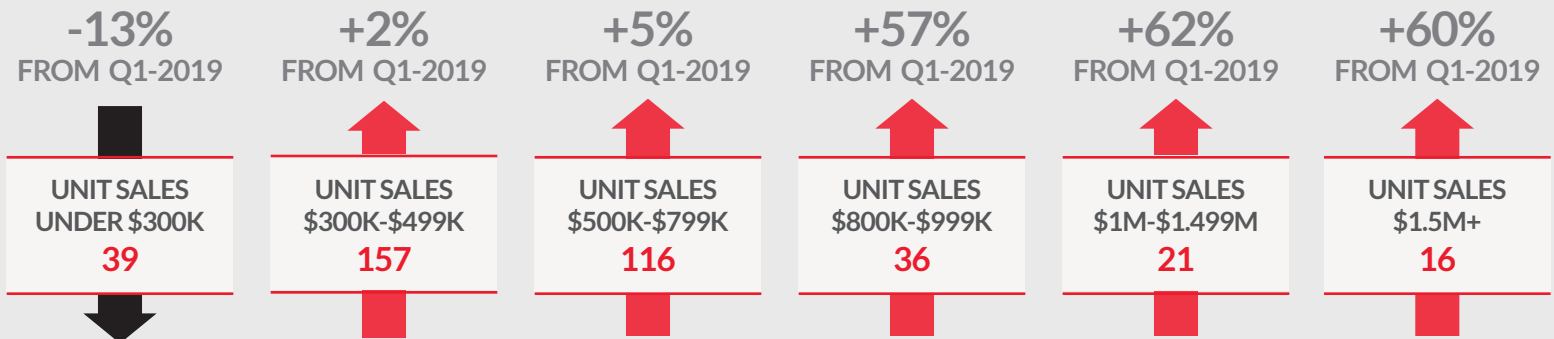 -13%
FROM Q1-2019
UNIT SALES
UNDER $300K
39
+2%
FROM Q1-2019
UNIT SALES
$300K-$499K
157
+5%
FROM Q1-2019
UNIT SALES
$500K-$799K
116
+57%
FROM Q1-2019
UNIT SALES
$800K-$999K
36
+62%
FROM Q1-2019
UNIT SALES
$1M-$1.499M
21
+60%
FROM Q1-2019
UNIT SALES
$1.5M+
16